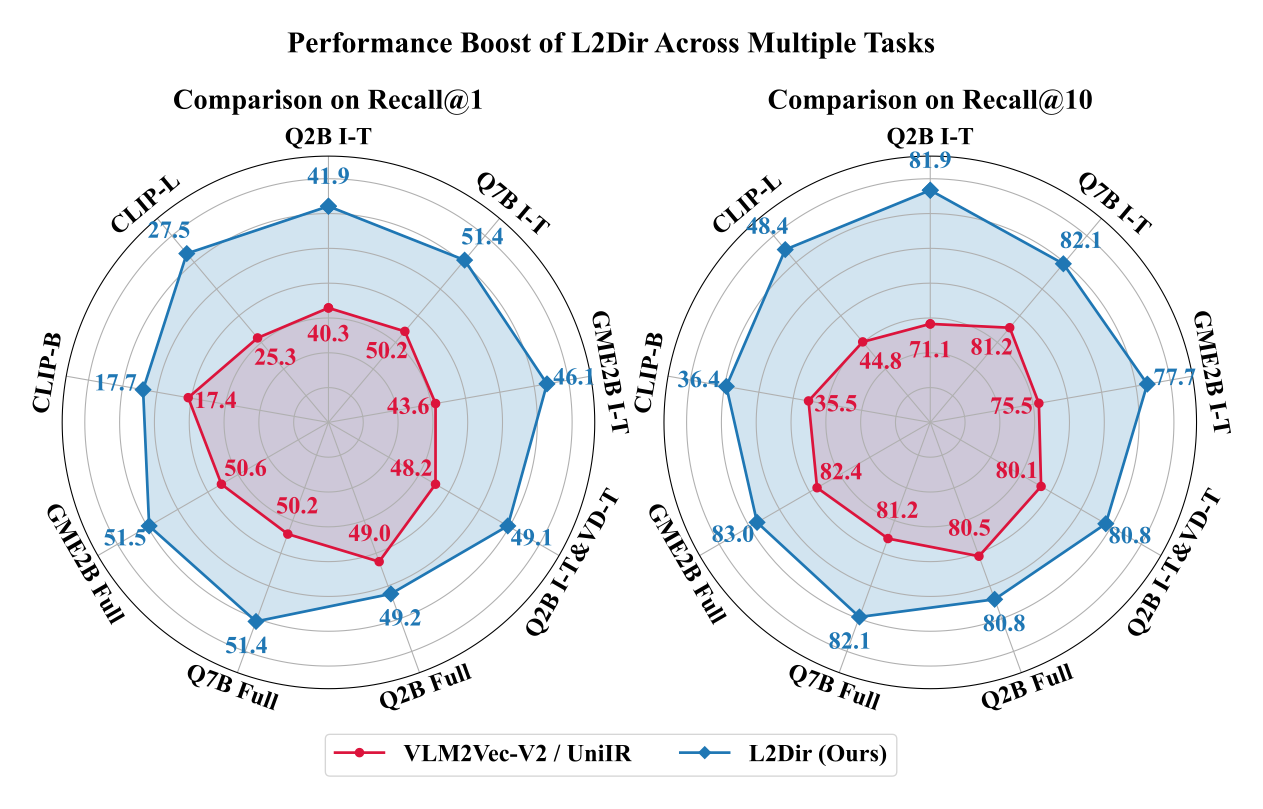 Performance Boost of L2Dir Across Multiple Tasks
Comparison on Recall@1
Q2B I-T
Q7B I-T
GME2B I-T
Q2B I-T&VD-T
Q2B Full
Q7B Full
GME2B Full
CLIP-B
CLIP-L
41.9
51.4
46.1
49.1
49.2
51.4
51.5
17.7
27.5
40.3
50.2
43.6
48.2
49.0
50.2
50.6
17.4
25.3
Comparison on Recall@10
Q2B I-T
Q7B I-T
GME2B I-T
Q2B I-T&VD-T
Q2B Full
Q7B Full
GME2B Full
CLIP-B
CLIP-L
81.9
82.1
77.7
80.8
80.8
82.1
83.0
36.4
48.4
71.1
81.2
75.5
80.1
80.5
81.2
82.4
35.5
44.8
VLM2Vec-V2 / UniIR
L2Dir (Ours)